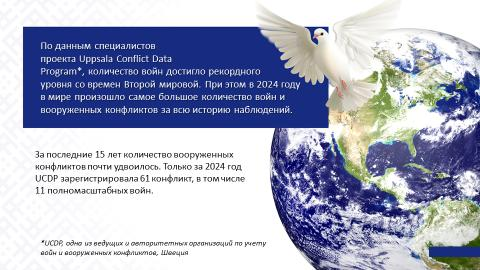 По данным специалистов
проекта Uppsala Conflict Data
Program*, количество войн достигло рекордного
уровня со времен Второй мировой. При этом в 2024 году
в мире произошло самое большое количество войн и
вооруженных конфликтов за всю историю наблюдений.
За последние 15 лет количество вооруженных
конфликтов почти удвоилось. Только за 2024 год
UCDP зарегистрировала 61 конфликт, в том числе
11 полномасштабных войн.
*UCDP, одна из ведущих и авторитетных организаций по учету
войн и вооруженных конфликтов, Швеция